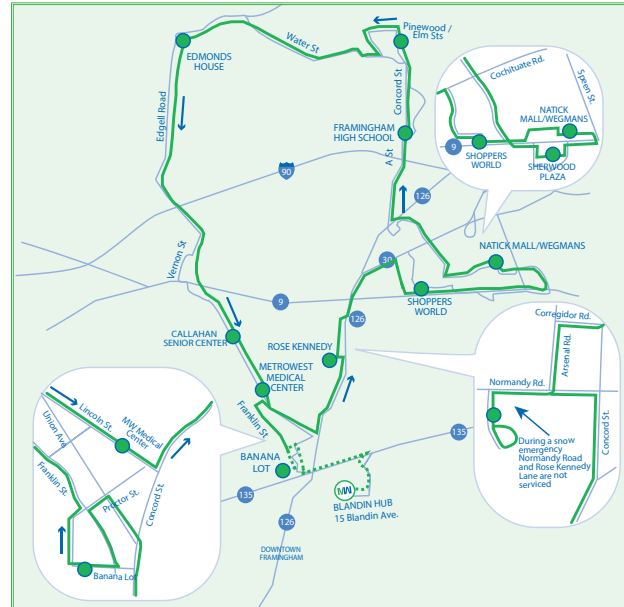 Pinewood /
Elm Sts
Water St
EDMONDS
HOUSE
Concord St
Edgell Road
Cochituate Rd.
Speen St.
NATICK
MALL/WEGMANS
9
SHOPPERS
WORLD
SHERWOOD
PLAZA
FRAMINGHAM
HIGH SCHOOL
A St
90
126
Vernon St
30
NATICK MALL/WEGMANS
SHOPPERS
WORLD
9
126
CALLAHAN
SENIOR CENTER
ROSE KENNEDY
METROWEST
MEDICAL
CENTER
Franklin St
BANANA
LOT
135
135
MW
BLANDIN HUB
15 Blandin Ave.
126
DOWNTOWN
FRAMINGHAM
Corregidor Rd.
Arsenal Rd.
Normandy Rd.
Concord St.
During a snow
emergency
Normandy Road
and Rose Kennedy
Lane are not
serviced
Lincoln St.
MW Medical
Center
Union Ave
Franklin St.
Proctor St.
Concord St.
Banana Lot